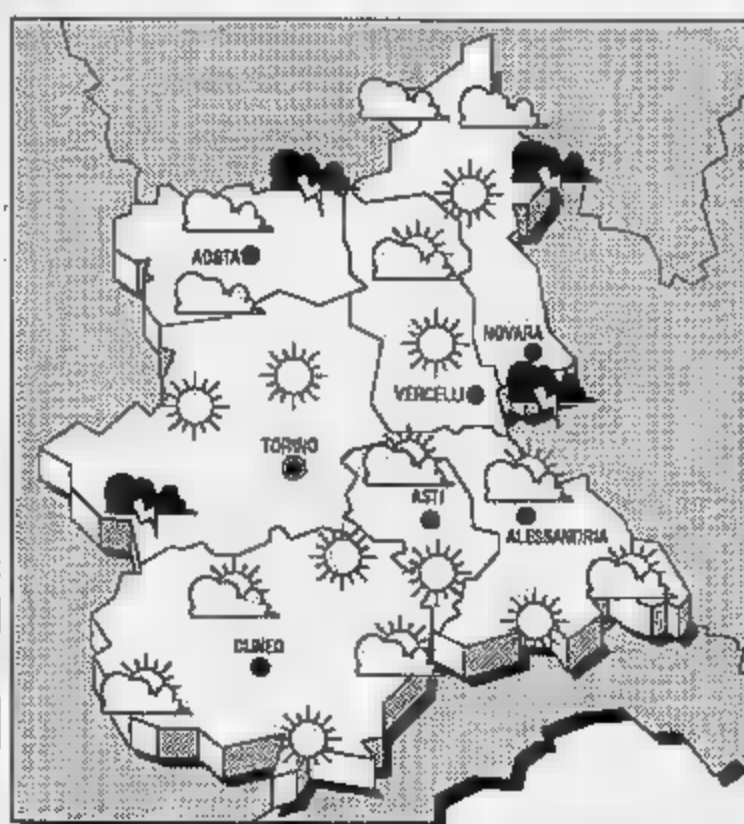 AOSTA
NOVARA
VERCELLI
TORINO
ASTI
ALESSANDRIA
CUNEO